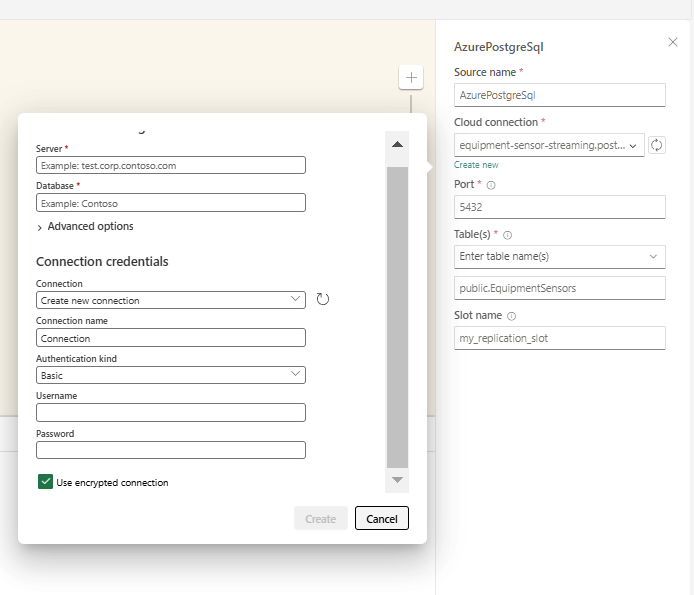 AzurePostgreSql
Source name *
AzurePostgreSql
Cloud connection *
equipment-sensor-streaming.post...
Create new
Port *
5432
Table(s) *
Enter table name(s)
public.EquipmentSensors
Slot name
my_replication_slot
Server *
Example: test.corp.contoso.com
Database *
Example: Contoso
Advanced options
Connection credentials
Connection
Create new connection
Connection name
Connection
Authentication kind
Basic
Username
Password
Use encrypted connection
Create
Cancel